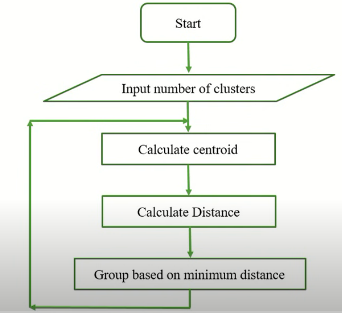 Start
Input number of clusters
Calculate centroid
Calculate Distance
Group based on minimum distance